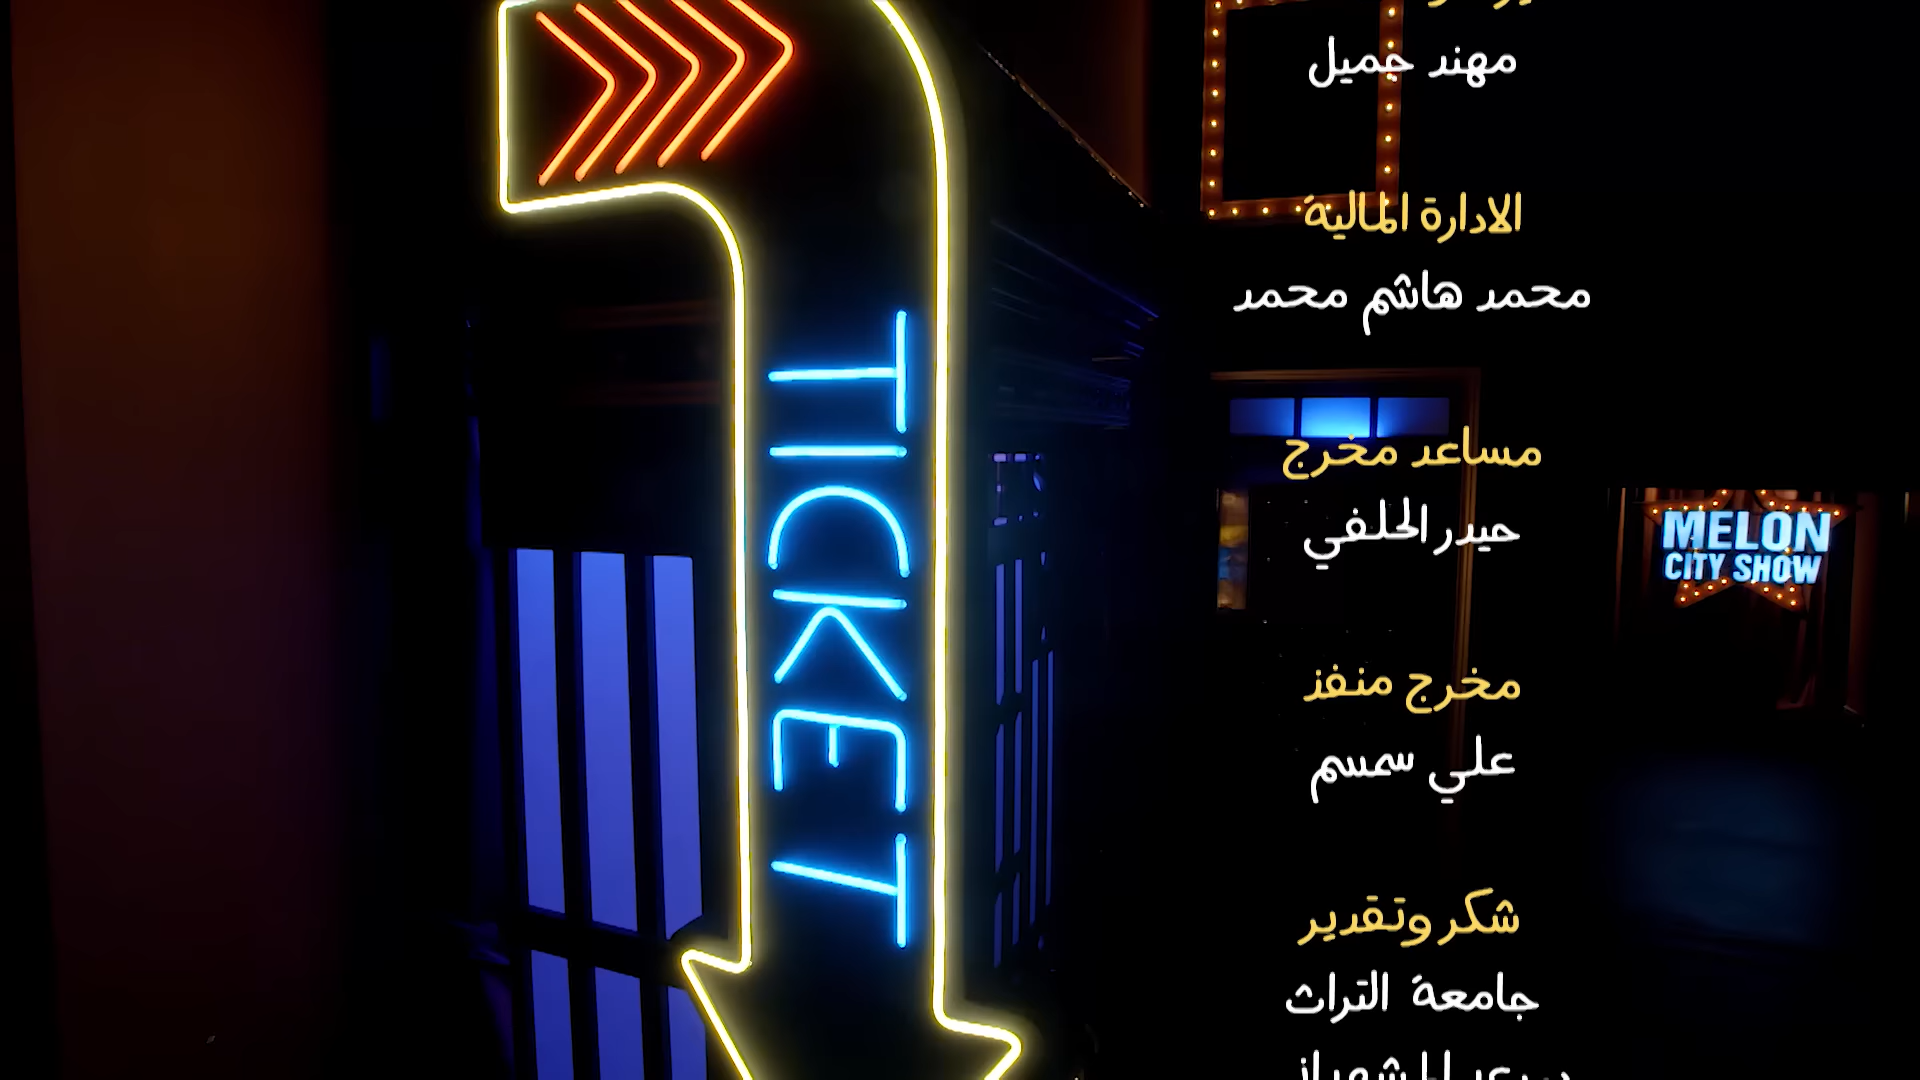 مهند جميل
الادارة المالية
محمد هاشم محمد
مساعد مخرج
حيدر الخلفي
مخرج منفذ
علي سمسم
شكر وتقدير
جامعة التراث
TICKET
MELON
CITY SHOW